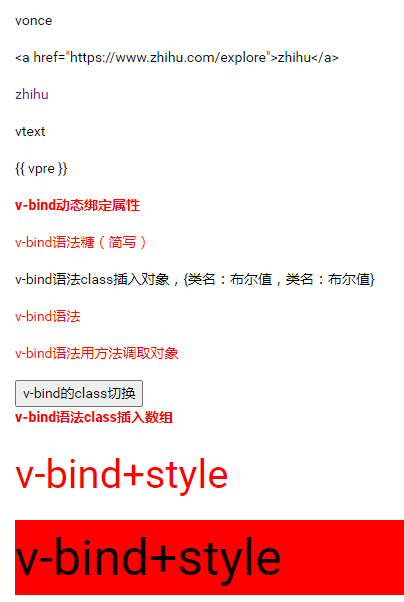 vonce
<a href="https://www.zhihu.com/explore">zhihu</a>
zhihu
vtext
{{ vpre }}
v-bind动态绑定属性
v-bind语法糖（简写）
v-bind语法class插入对象，{类名：布尔值，类名：布尔值}
v-bind语法
v-bind语法用方法调取对象
v-bind的class切换
v-bind语法class插入数组
v-bind+style
v-bind+style